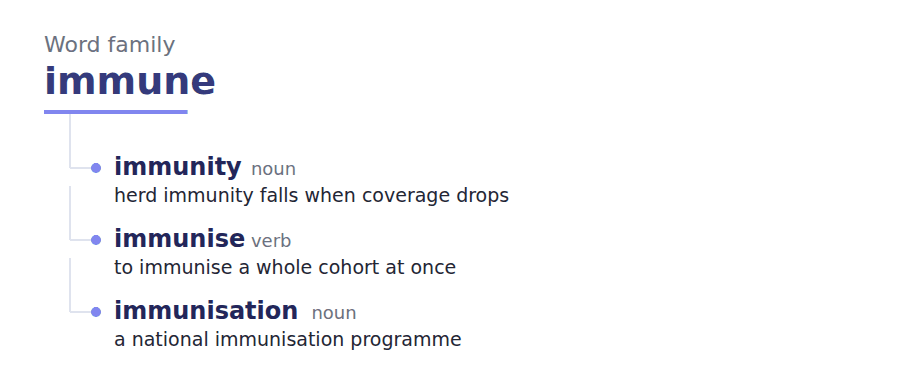 Word family
immune
immunity noun
herd immunity falls when coverage drops
immunise verb
to immunise a whole cohort at once
immunisation noun
a national immunisation programme